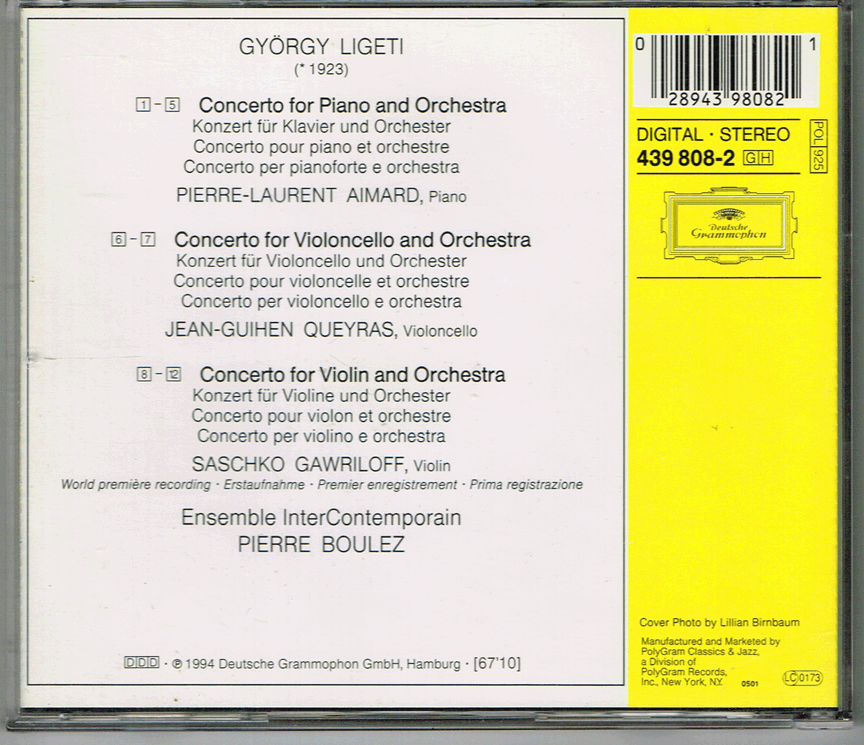 GYÖRGY LIGETI
(* 1923)
1 – 5 Concerto for Piano and Orchestra
Konzert für Klavier und Orchester
Concerto pour piano et orchestre
Concerto per pianoforte e orchestra
PIERRE-LAURENT AIMARD, Piano
6 – 7 Concerto for Violoncello and Orchestra
Konzert für Violoncello und Orchester
Concerto pour violoncelle et orchestre
Concerto per violoncello e orchestra
JEAN-GUIHEN QUEYRAS, Violoncello
8 – 12 Concerto for Violin and Orchestra
Konzert für Violine und Orchester
Concerto pour violon et orchestre
Concerto per violino e orchestra
SASCHKO GAWRILOFF, Violin
World première recording · Erstaufnahme · Premier enregistrement · Prima registrazione
Ensemble InterContemporain
PIERRE BOULEZ
DDD · ℗ 1994 Deutsche Grammophon GmbH, Hamburg · [67'10]
0 28943 98082 1
DIGITAL · STEREO
439 808-2 GH
POL 925
Deutsche
Grammophon
Cover Photo by Lillian Birnbaum
Manufactured and Marketed by
PolyGram Classics & Jazz,
a Division of
PolyGram Records,
Inc., New York, N.Y. 0501
LC 0173